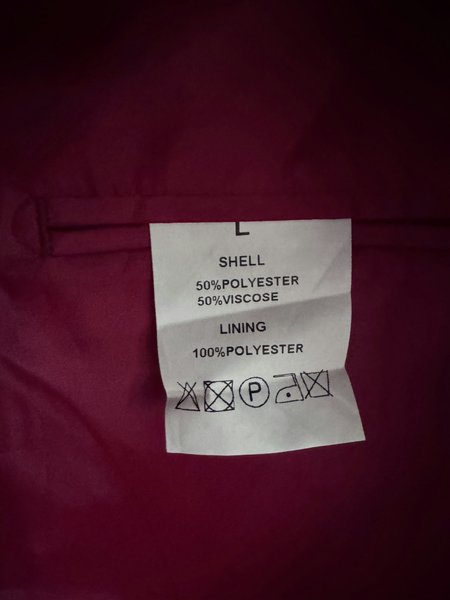 L
SHELL
50%POLYESTER
50%VISCOSE
LINING
100%POLYESTER
P